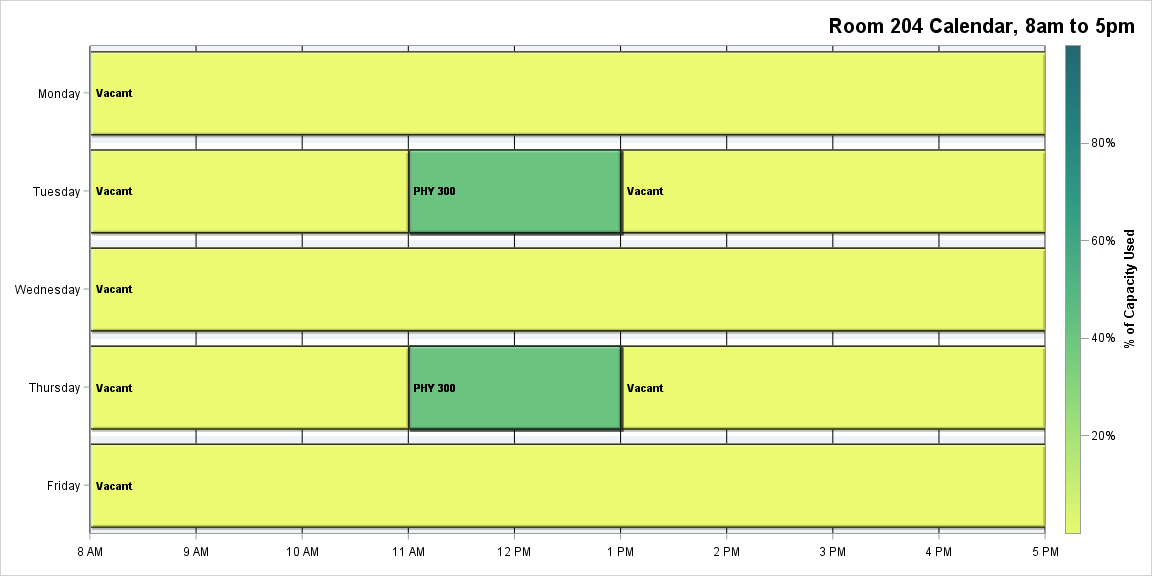 Room 204 Calendar, 8am to 5pm
Monday
Vacant
Tuesday
Vacant
PHY 300
Vacant
Wednesday
Vacant
Thursday
Vacant
PHY 300
Vacant
Friday
Vacant
8 AM
9 AM
10 AM
11 AM
12 PM
1 PM
2 PM
3 PM
4 PM
5 PM
80%
60%
40%
20%
% of Capacity Used